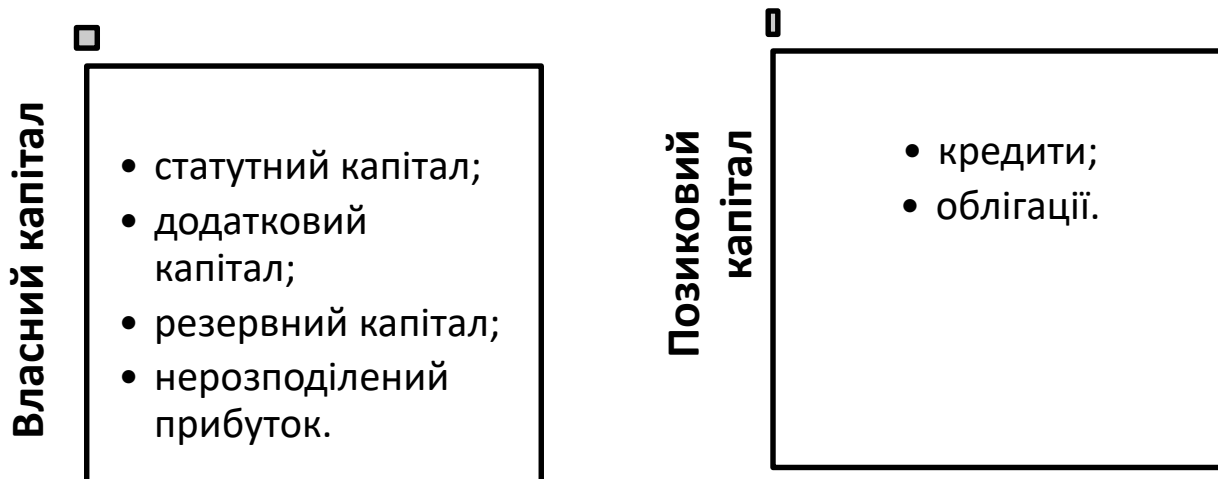 Власний капітал
• статутний капітал;
• додатковий
капітал;
• резервний капітал;
• нерозподілений
прибуток.
Позиковий
капітал
• кредити;
• облігації.